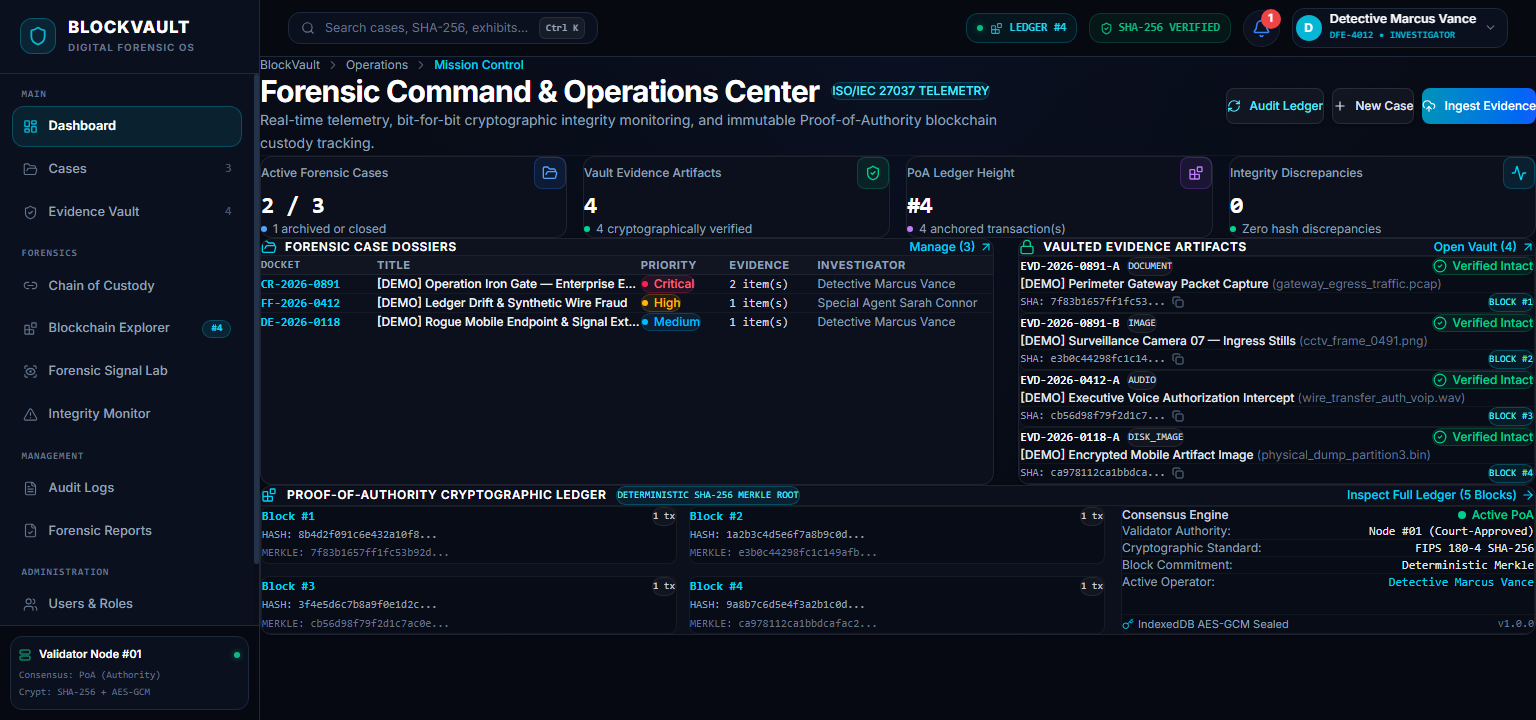 BLOCKVAULT
DIGITAL FORENSIC OS
Search cases, SHA-256, exhibits...
Ctrl K
LEDGER #4
SHA-256 VERIFIED
1
D
Detective Marcus Vance
DFE-4012 • INVESTIGATOR
MAIN
Dashboard
Cases 3
Evidence Vault 4
FORENSICS
Chain of Custody
Blockchain Explorer #4
Forensic Signal Lab
Integrity Monitor
MANAGEMENT
Audit Logs
Forensic Reports
ADMINISTRATION
Users & Roles
Validator Node #01
Consensus: PoA (Authority)
Crypt: SHA-256 + AES-GCM
BlockVault > Operations > Mission Control
Forensic Command & Operations Center ISO/IEC 27037 TELEMETRY
Real-time telemetry, bit-for-bit cryptographic integrity monitoring, and immutable Proof-of-Authority blockchain
custody tracking.
Audit Ledger
New Case
Ingest Evidence
Active Forensic Cases
2 / 3
1 archived or closed
Vault Evidence Artifacts
4
4 cryptographically verified
PoA Ledger Height
#4
4 anchored transaction(s)
Integrity Discrepancies
0
Zero hash discrepancies
FORENSIC CASE DOSSIERS Manage (3)
DOCKET TITLE PRIORITY EVIDENCE INVESTIGATOR
CR-2026-0891 [DEMO] Operation Iron Gate — Enterprise E... Critical 2 item(s) Detective Marcus Vance
FF-2026-0412 [DEMO] Ledger Drift & Synthetic Wire Fraud High 1 item(s) Special Agent Sarah Connor
DE-2026-0118 [DEMO] Rogue Mobile Endpoint & Signal Ext... Medium 1 item(s) Detective Marcus Vance
VAULTED EVIDENCE ARTIFACTS Open Vault (4)
EVD-2026-0891-A DOCUMENT Verified Intact
[DEMO] Perimeter Gateway Packet Capture (gateway_egress_traffic.pcap)
SHA: 7f83b1657ff1fc53... BLOCK #1
EVD-2026-0891-B IMAGE Verified Intact
[DEMO] Surveillance Camera 07 — Ingress Stills (cctv_frame_0491.png)
SHA: e3b0c44298fc1c14... BLOCK #2
EVD-2026-0412-A AUDIO Verified Intact
[DEMO] Executive Voice Authorization Intercept (wire_transfer_auth_voip.wav)
SHA: cb56d98f79f2d1c7... BLOCK #3
EVD-2026-0118-A DISK_IMAGE Verified Intact
[DEMO] Encrypted Mobile Artifact Image (physical_dump_partition3.bin)
SHA: ca978112ca1bbdca... BLOCK #4
PROOF-OF-AUTHORITY CRYPTOGRAPHIC LEDGER DETERMINISTIC SHA-256 MERKLE ROOT Inspect Full Ledger (5 Blocks)
Block #1 1 tx
HASH: 8b4d2f091c6e432a10f8...
MERKLE: 7f83b1657ff1fc53b92d...
Block #2 1 tx
HASH: 1a2b3c4d5e6f7a8b9c0d...
MERKLE: e3b0c44298fc1c149afb...
Block #3 1 tx
HASH: 3f4e5d6c7b8a9f0e1d2c...
MERKLE: cb56d98f79f2d1c7ac0e...
Block #4 1 tx
HASH: 9a8b7c6d5e4f3a2b1c0d...
MERKLE: ca978112ca1bbdcafac2...
Consensus Engine Active PoA
Validator Authority: Node #01 (Court-Approved)
Cryptographic Standard: FIPS 180-4 SHA-256
Block Commitment: Deterministic Merkle
Active Operator: Detective Marcus Vance
IndexedDB AES-GCM Sealed v1.0.0